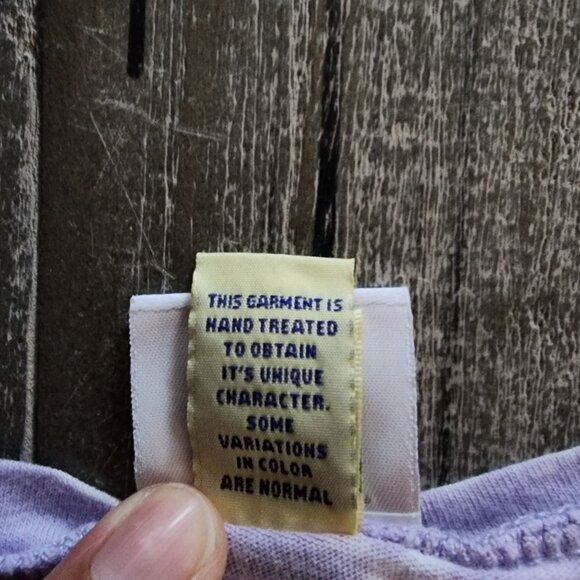 THIS GARMENT IS
HAND TREATED
TO OBTAIN
IT'S UNIQUE
CHARACTER.
SOME
VARIATIONS
IN COLOR
ARE NORMAL